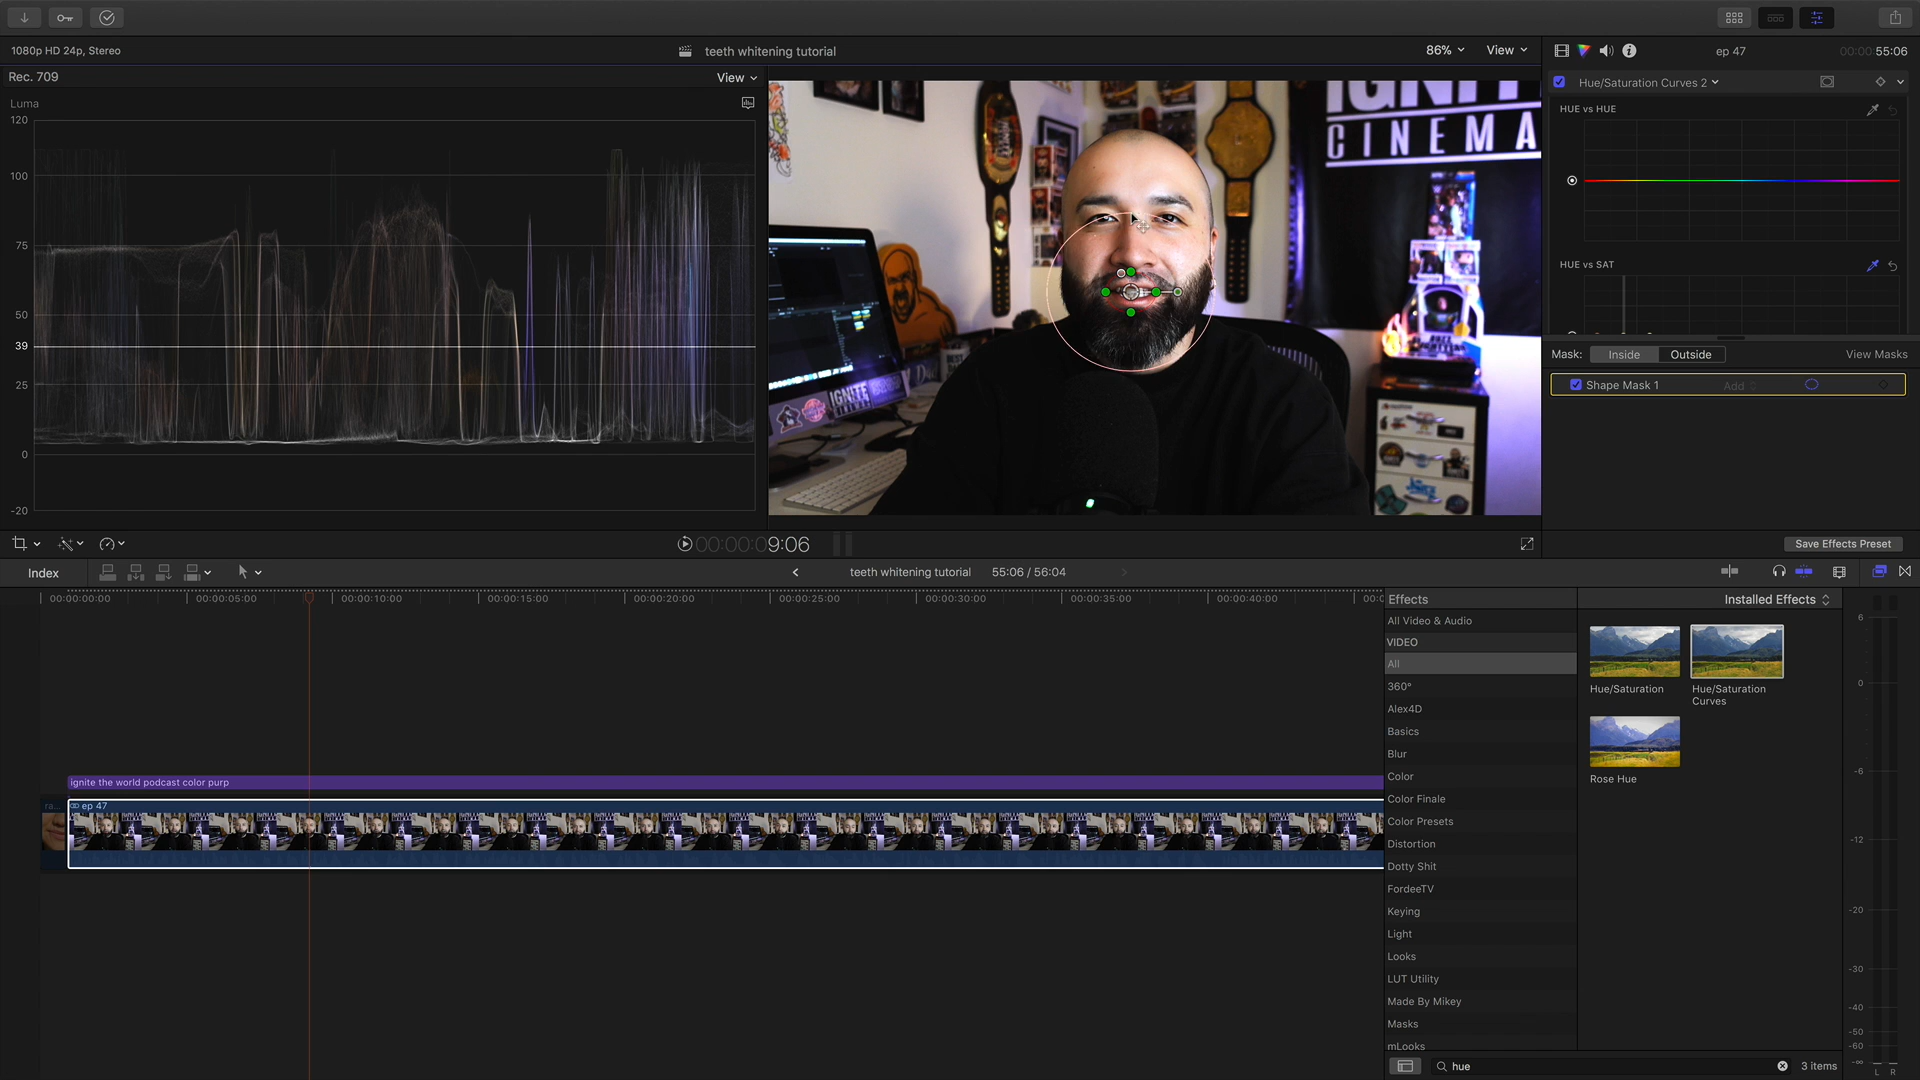 1080p HD 24p, Stereo
teeth whitening tutorial
86%
View
ep 47
00:00:55:06
Rec. 709
View
Luma
120
100
75
50
39
25
0
-20
IGNITE
CINEMA
IGNITE
CINEMA
Hue/Saturation Curves 2
HUE vs HUE
HUE vs SAT
Mask:
Inside
Outside
View Masks
Shape Mask 1
Add
Save Effects Preset
00:00:09:06
Index
teeth whitening tutorial
55:06 / 56:04
00:00:00:00
00:00:05:00
00:00:10:00
00:00:15:00
00:00:20:00
00:00:25:00
00:00:30:00
00:00:35:00
00:00:40:00
ignite the world podcast color purp
ep 47
Effects
Installed Effects
All Video & Audio
VIDEO
All
360°
Alex4D
Basics
Blur
Color
Color Finale
Color Presets
Distortion
Dotty Shit
FordeeTV
Keying
Light
Looks
LUT Utility
Made By Mikey
Masks
mLooks
Hue/Saturation
Hue/Saturation
Curves
Rose Hue
hue
3 items
6
0
-6
-12
-20
-30
-40
-50
-60
-∞
L
R